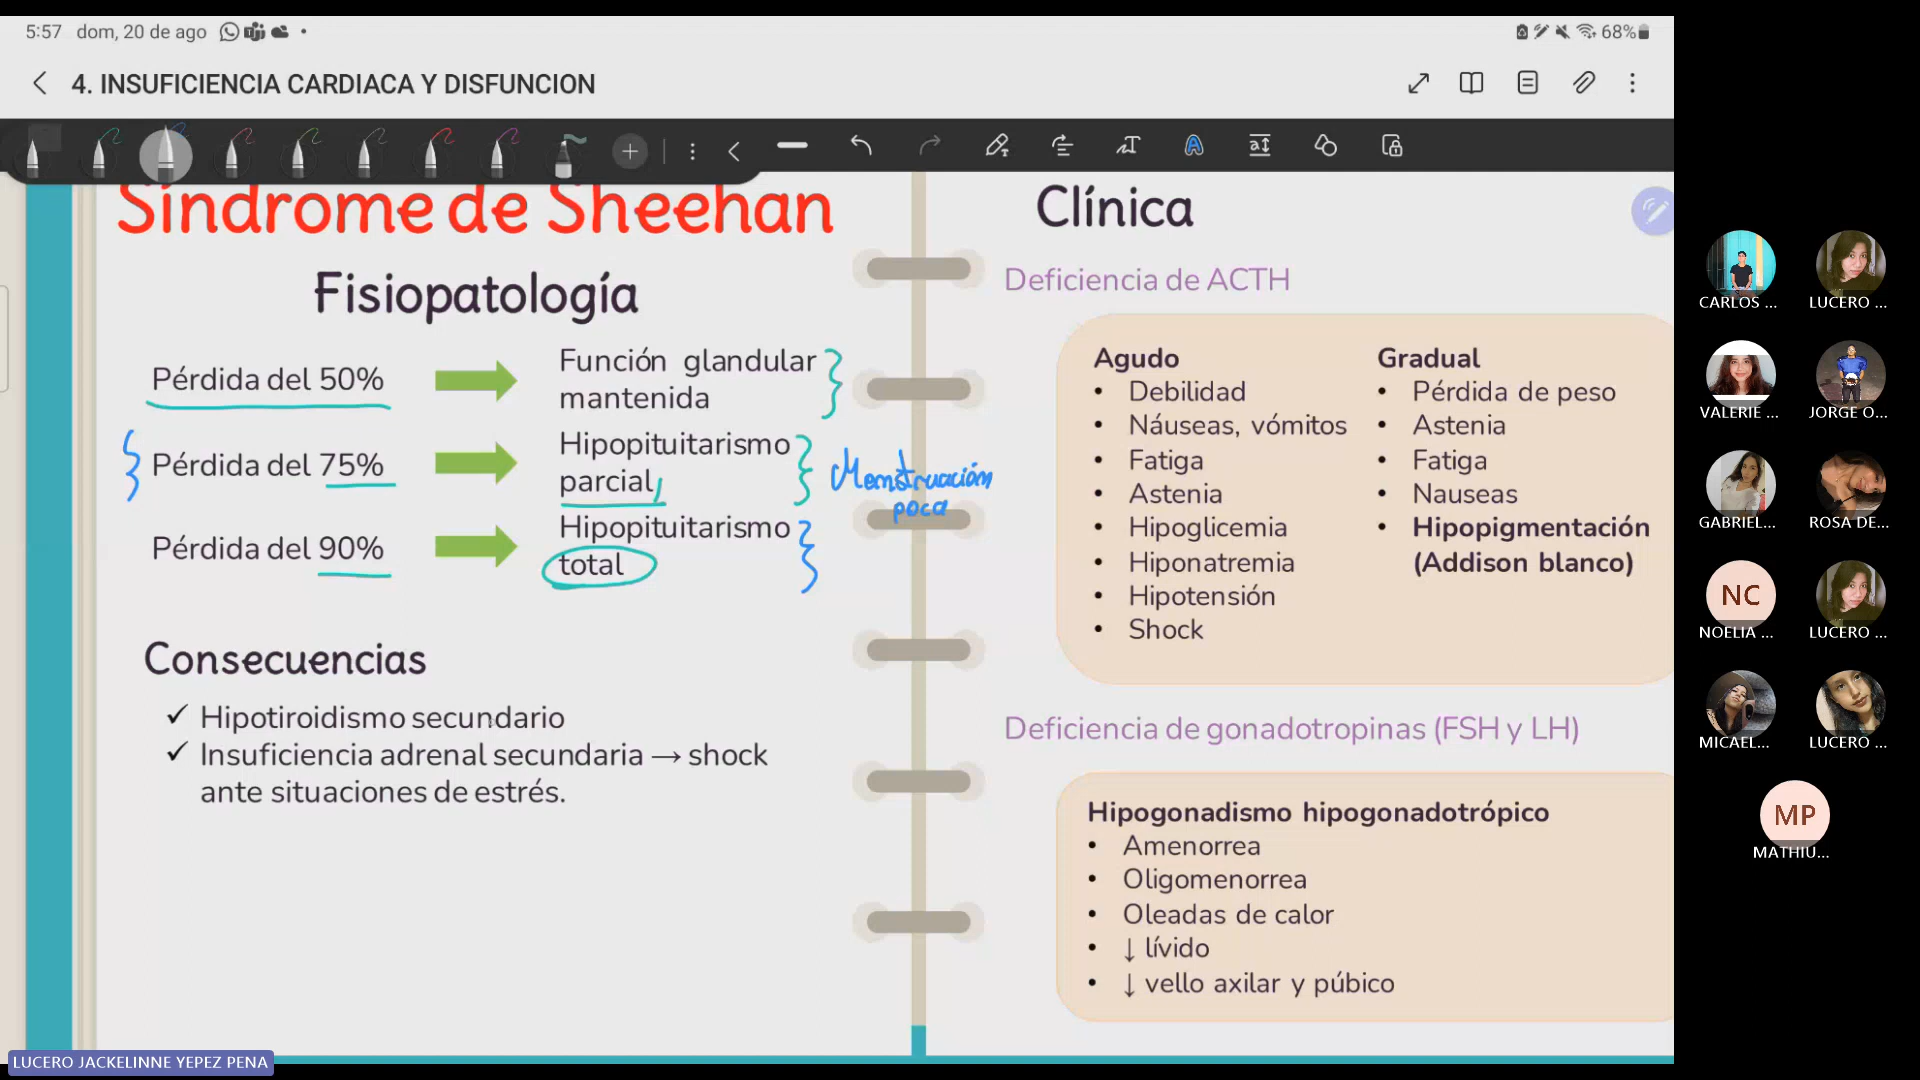 5:57 dom, 20 de ago
68%
4. INSUFICIENCIA CARDIACA Y DISFUNCION
Síndrome de Sheehan
Fisiopatología
Pérdida del 50%
Función glandular
mantenida
Pérdida del 75%
Hipopituitarismo
parcial
Menstruación
poca
Pérdida del 90%
Hipopituitarismo
total
Consecuencias
✓ Hipotiroidismo secundario
✓ Insuficiencia adrenal secundaria → shock
ante situaciones de estrés.
Clínica
Deficiencia de ACTH
Agudo
• Debilidad
• Náuseas, vómitos
• Fatiga
• Astenia
• Hipoglicemia
• Hiponatremia
• Hipotensión
• Shock
Gradual
• Pérdida de peso
• Astenia
• Fatiga
• Nauseas
• Hipopigmentación
(Addison blanco)
Deficiencia de gonadotropinas (FSH y LH)
Hipogonadismo hipogonadotrópico
• Amenorrea
• Oligomenorrea
• Oleadas de calor
• ↓ lívido
• ↓ vello axilar y púbico
CARLOS ...
LUCERO ...
VALERIE ...
JORGE O...
GABRIEL...
ROSA DE...
NC
NOELIA ...
LUCERO ...
MICAEL...
LUCERO ...
MP
MATHIU...
LUCERO JACKELINNE YEPEZ PENA